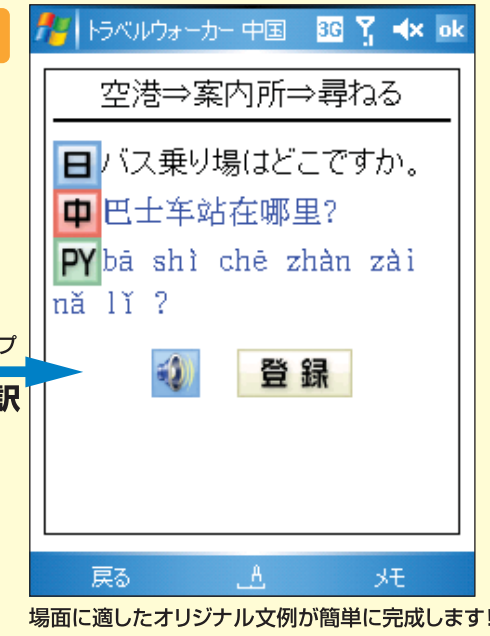 トラベルウォーカー 中国 3G ok
空港⇒案内所⇒尋ねる
日 バス乗り場はどこですか。
中 巴士车站在哪里?
PY bā shì chē zhàn zài
nǎ lǐ ?
プ
訳
登 録
戻る A メモ
場面に適したオリジナル文例が簡単に完成します!